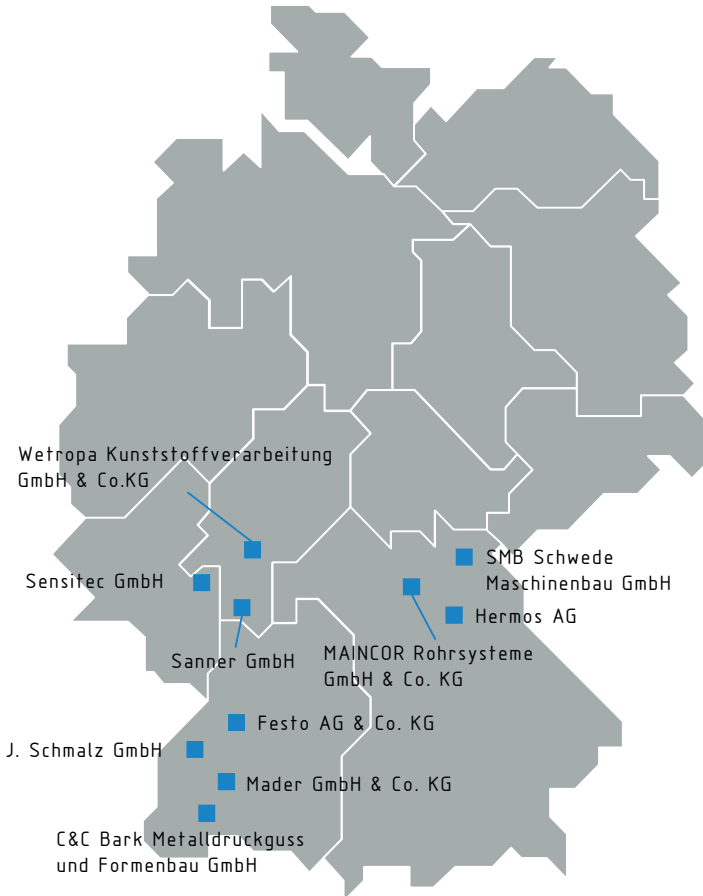 Wetropa Kunststoffverarbeitung
GmbH & Co.KG
SMB Schwede
Maschinenbau GmbH
Sensitec GmbH
Hermos AG
Sanner GmbH
MAINCOR Rohrsysteme
GmbH & Co. KG
Festo AG & Co. KG
J. Schmalz GmbH
Mader GmbH & Co. KG
C&C Bark Metalldruckguss
und Formenbau GmbH